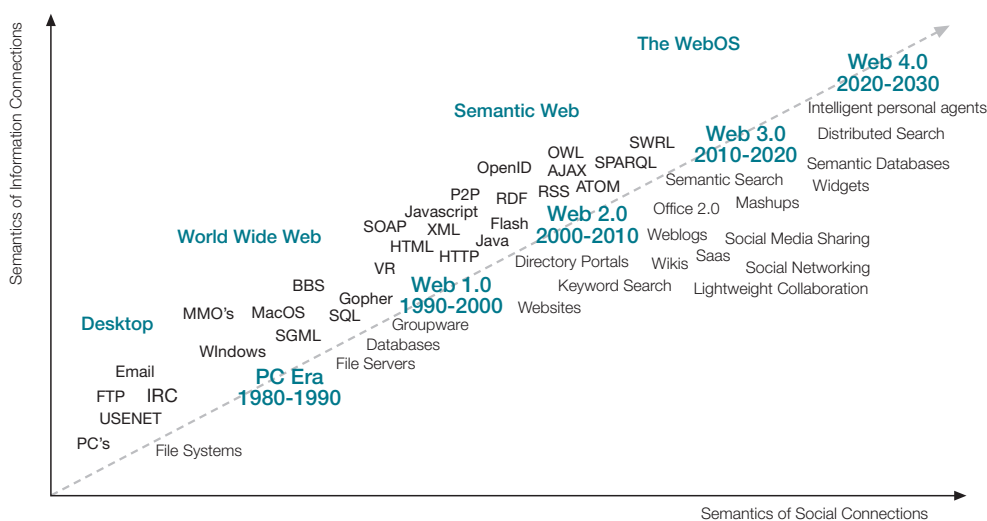 Semantics of Information Connections
The WebOS
Web 4.0
2020-2030
Intelligent personal agents
Semantic Web
Web 3.0
2010-2020
Distributed Search
SWRL
OWL
SPARQL
OpenID
AJAX
Semantic Databases
Semantic Search
Widgets
ATOM
RSS
P2P
RDF
Mashups
Javascript
Office 2.0
Web 2.0
2000-2010
SOAP
XML
Flash
World Wide Web
Java
Weblogs
Social Media Sharing
HTML
HTTP
Saas
Directory Portals
Wikis
Social Networking
VR
BBS
Web 1.0
1990-2000
Keyword Search
Lightweight Collaboration
Gopher
Websites
MMO's
MacOS
SQL
Desktop
Groupware
SGML
Databases
WIndows
File Servers
Email
PC Era
1980-1990
FTP
IRC
USENET
PC's
File Systems
Semantics of Social Connections